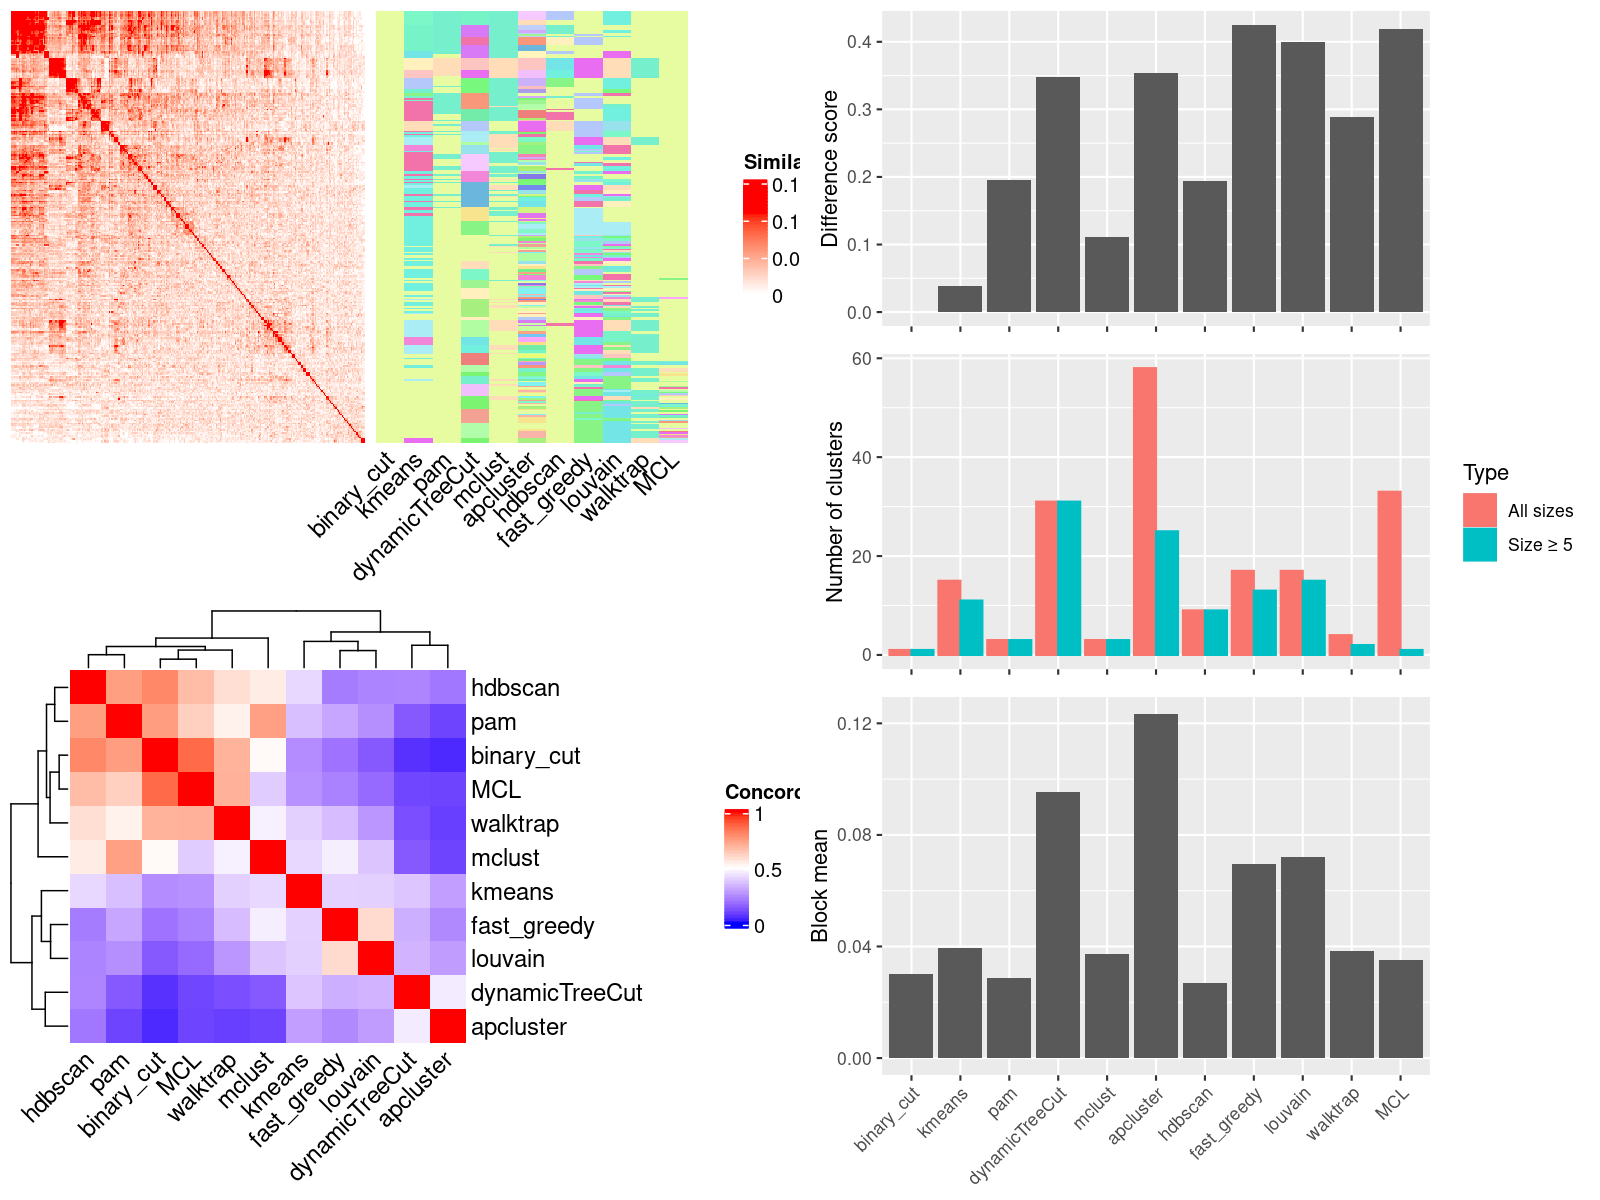 Simila
0.1
0.1
0.0
0
binary_cut
kmeans
pam
dynamicTreeCut
mclust
apcluster
hdbscan
fast_greedy
louvain
walktrap
MCL
hdbscan
pam
binary_cut
MCL
walktrap
mclust
kmeans
fast_greedy
louvain
dynamicTreeCut
apcluster
hdbscan
pam
binary_cut
MCL
walktrap
mclust
kmeans
fast_greedy
louvain
dynamicTreeCut
apcluster
Concord
1
0.5
0
Difference score
0.4
0.3
0.2
0.1
0.0
Number of clusters
60
40
20
0
Type
All sizes
Size ≥ 5
Block mean
0.12
0.08
0.04
0.00
binary_cut
kmeans
pam
dynamicTreeCut
mclust
apcluster
hdbscan
fast_greedy
louvain
walktrap
MCL